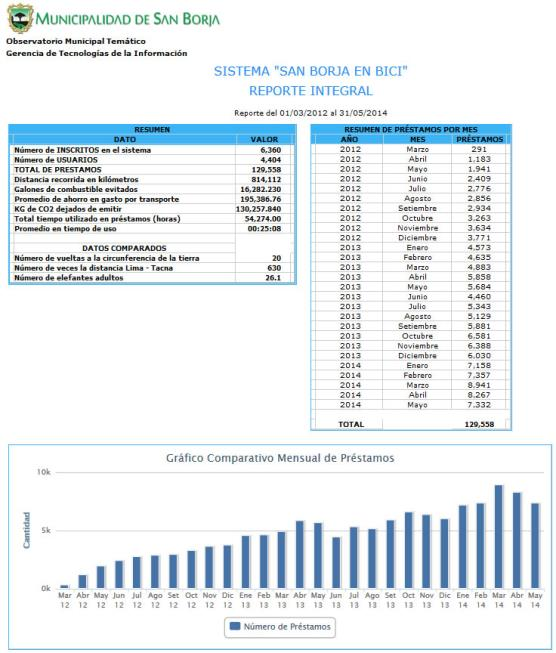 MUNICIPALIDAD DE SAN BORJA
Observatorio Municipal Temático
Gerencia de Tecnologías de la Información
SISTEMA "SAN BORJA EN BICI"
REPORTE INTEGRAL
Reporte del 01/03/2012 al 31/05/2014
RESUMEN
DATO VALOR
Número de INSCRITOS en el sistema 6,360
Número de USUARIOS 4,404
TOTAL DE PRESTAMOS 129,558
Distancia recorrida en kilómetros 814,112
Galones de combustible evitados 16,282.230
Promedio de ahorro en gasto por transporte 195,386.76
KG de CO2 dejados de emitir 130,257.840
Total tiempo utilizado en préstamos (horas) 54,274.00
Promedio en tiempo de uso 00:25:08
DATOS COMPARADOS
Número de vueltas a la circunferencia de la tierra 20
Número de veces la distancia Lima - Tacna 630
Número de elefantes adultos 26.1
RESUMEN DE PRÉSTAMOS POR MES
AÑO MES PRÉSTAMOS
2012 Marzo 291
2012 Abril 1,183
2012 Mayo 1,941
2012 Junio 2,409
2012 Julio 2,776
2012 Agosto 2,856
2012 Setiembre 2,934
2012 Octubre 3,263
2012 Noviembre 3,634
2012 Diciembre 3,771
2013 Enero 4,573
2013 Febrero 4,635
2013 Marzo 4,883
2013 Abril 5,858
2013 Mayo 5,684
2013 Junio 4,460
2013 Julio 5,343
2013 Agosto 5,129
2013 Setiembre 5,881
2013 Octubre 6,581
2013 Noviembre 6,388
2013 Diciembre 6,030
2014 Enero 7,158
2014 Febrero 7,357
2014 Marzo 8,941
2014 Abril 8,267
2014 Mayo 7,332
TOTAL 129,558
Gráfico Comparativo Mensual de Préstamos
Cantidad
10k
5k
0k
Mar 12 Abr 12 May 12 Jun 12 Jul 12 Ago 12 Set 12 Oct 12 Nov 12 Dic 12 Ene 13 Feb 13 Mar 13 Abr 13 May 13 Jun 13 Jul 13 Ago 13 Set 13 Oct 13 Nov 13 Dic 13 Ene 14 Feb 14 Mar 14 Abr 14 May 14
Número de Préstamos